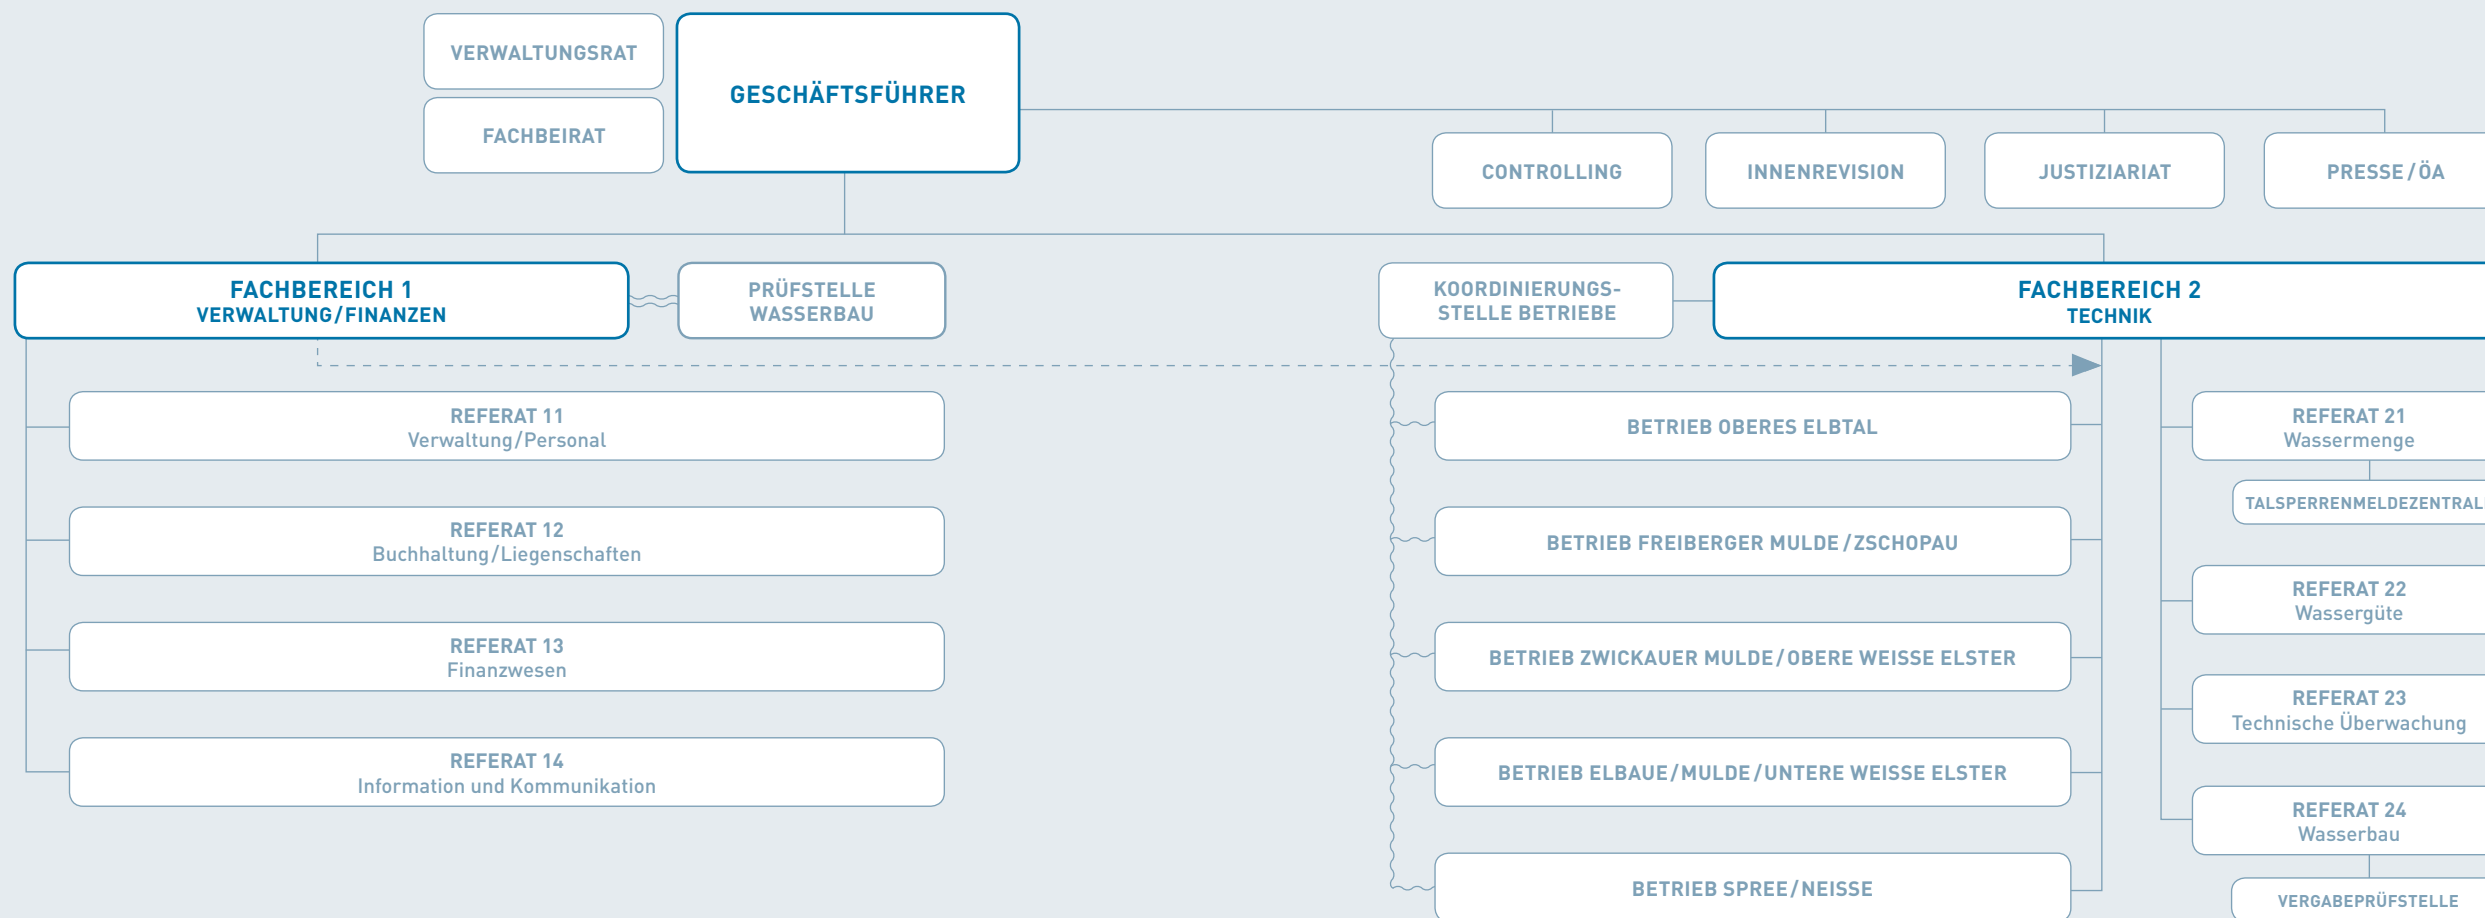 VERWALTUNGSRAT
FACHBEIRAT
GESCHÄFTSFÜHRER
CONTROLLING
INNENREVISION
JUSTIZIARIAT
PRESSE/ÖA
FACHBEREICH 1
VERWALTUNG/FINANZEN
PRÜFSTELLE
WASSERBAU
KOORDINIERUNGS-
STELLE BETRIEBE
FACHBEREICH 2
TECHNIK
REFERAT 11
Verwaltung/Personal
REFERAT 12
Buchhaltung/Liegenschaften
REFERAT 13
Finanzwesen
REFERAT 14
Information und Kommunikation
BETRIEB OBERES ELBTAL
BETRIEB FREIBERGER MULDE/ZSCHOPAU
BETRIEB ZWICKAUER MULDE/OBERE WEISSE ELSTER
BETRIEB ELBAUE/MULDE/UNTERE WEISSE ELSTER
BETRIEB SPREE/NEISSE
REFERAT 21
Wassermenge
TALSPERRENMELDEZENTRALE
REFERAT 22
Wassergüte
REFERAT 23
Technische Überwachung
REFERAT 24
Wasserbau
VERGABEPRÜFSTELLE